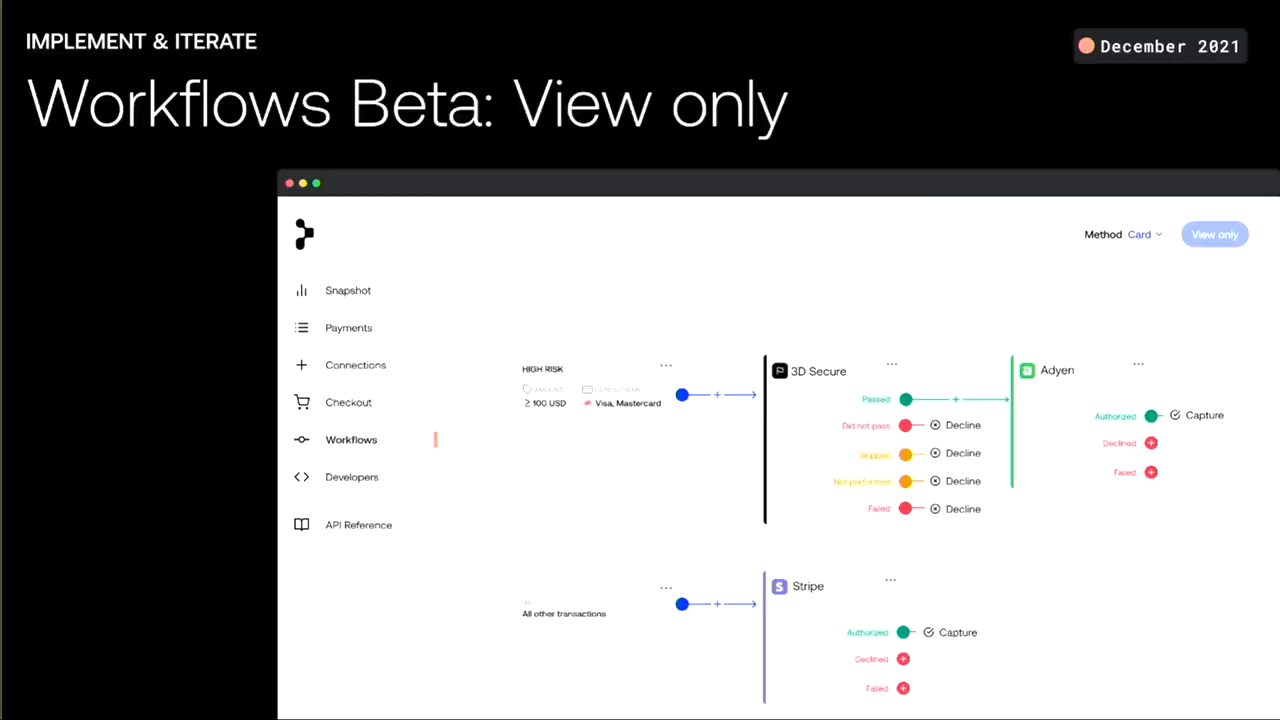 IMPLEMENT & ITERATE
December 2021
Workflows Beta: View only
Method Card
View only
Snapshot
Payments
Connections
Checkout
Workflows
Developers
API Reference
HIGH RISK
AMOUNT
≥ 100 USD
Visa, Mastercard
3D Secure
Passed
Did not pass
Decline
Skipped
Decline
Not performed
Decline
Failed
Decline
Adyen
Authorized
Capture
Declined
Failed
All other transactions
Stripe
Authorized
Capture
Declined
Failed